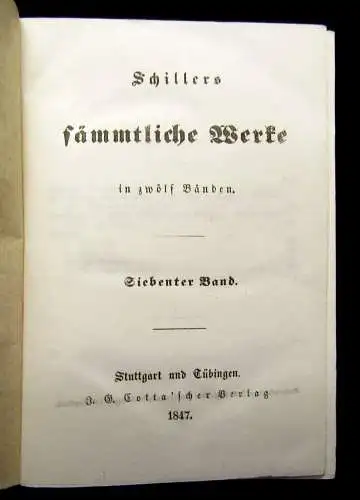 Schillers
sämmtliche Werke
in zwölf Bänden.
Siebenter Band.
Stuttgart und Tübingen.
J. G. Cotta'scher Verlag
1847.